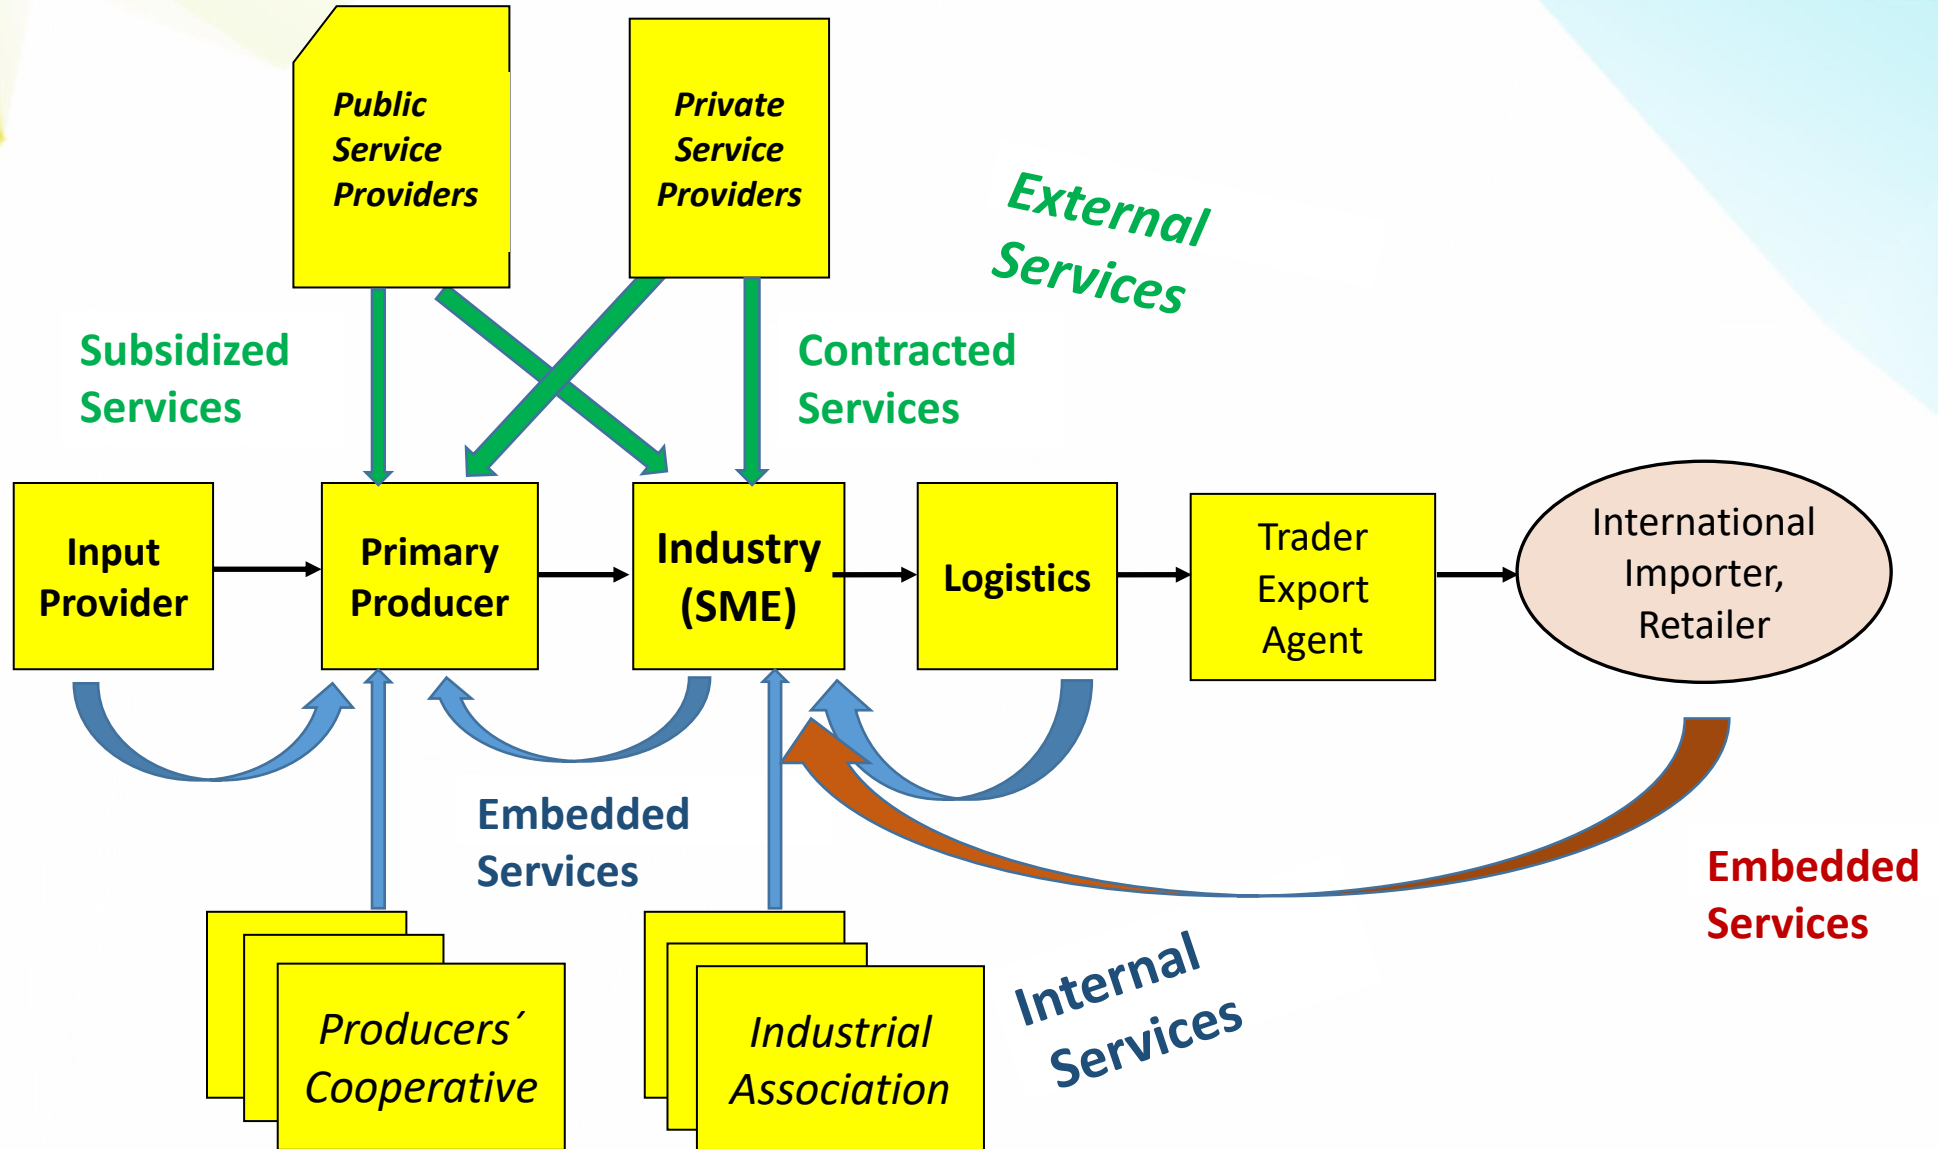 Public
Service
Providers
Private
Service
Providers
External
Services
Subsidized
Services
Contracted
Services
Input
Provider
Primary
Producer
Industry
(SME)
Logistics
Trader
Export
Agent
International
Importer,
Retailer
Embedded
Services
Embedded
Services
Internal
Services
Producers´
Cooperative
Industrial
Association